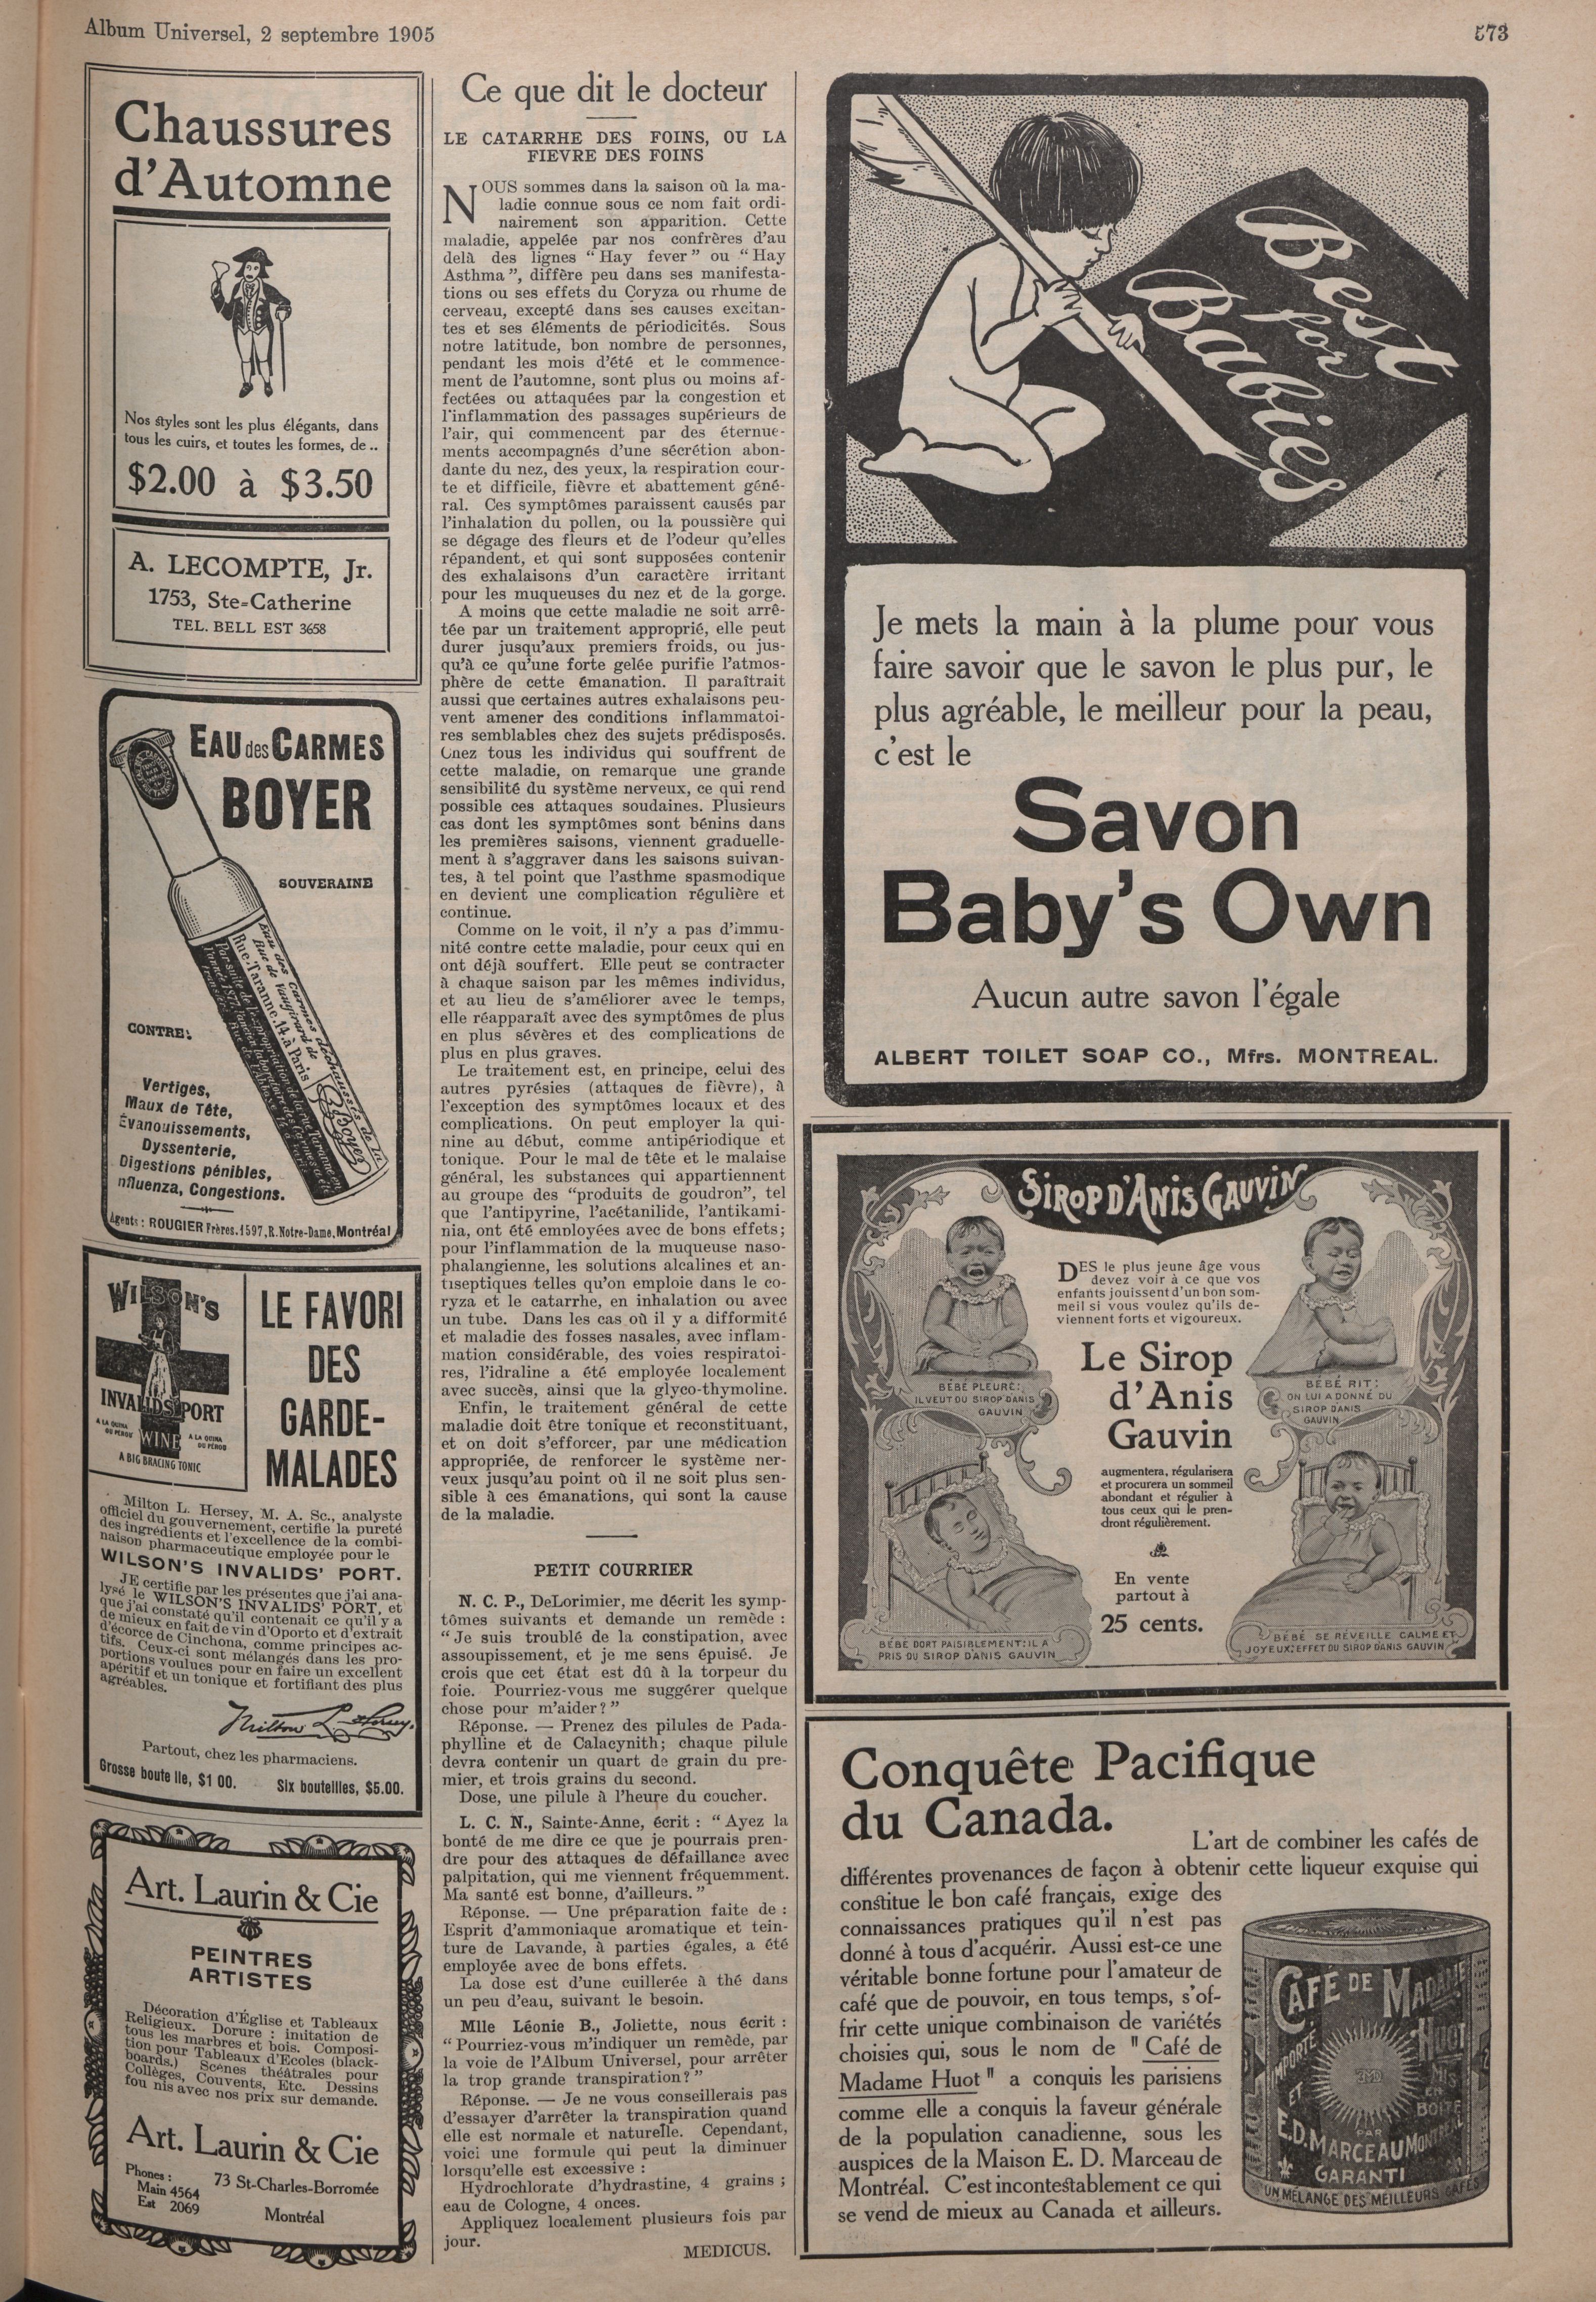 Album Universel, 2 septembre 1905
573
Chaussures
d'Automne
Nos styles sont les plus élégants, dans
tous les cuirs, et toutes les formes, de ..
$2.00 à $3.50
A. LECOMPTE, Jr.
1753, Ste-Catherine
TEL. BELL EST 3658
EAU des CARMES
BOYER
SOUVERAINE
Eau des Carmes déchaussés de la
Rue de Vaugirard de
Rue Taranne, 14, à Paris
Boyer
CONTRE:
Vertiges,
Maux de Tête,
Évanouissements,
Dyssenterie,
Digestions pénibles,
nfluenza, Congestions.
Agents: ROUGIER Frères. 1597, R. Notre-Dame, Montréal
WILSON'S
INVALIDS PORT
A LA QUINA
DU PÉROU
WINE
A LA QUINA
DU PÉROU
A BIG BRACING TONIC
LE FAVORI
DES
GARDE-
MALADES
Milton L. Hersey, M. A. Sc., analyste
officiel du gouvernement, certifie la pureté
des ingrédients et l'excellence de la combi-
naison pharmaceutique employée pour le
WILSON'S INVALIDS' PORT.
JE certifie par les présentes que j'ai ana-
lysé le WILSON'S INVALIDS' PORT, et
que j'ai constaté qu'il contenait ce qu'il y a
de mieux en fait de vin d'Oporto et d'extrait
d'écorce de Cinchona, comme principes ac-
tifs. Ceux-ci sont mélangés dans les pro-
portions voulues pour en faire un excellent
apéritif et un tonique et fortifiant des plus
agréables.
Milton L. Hersey.
Partout, chez les pharmaciens.
Grosse boute lle, $1 00. Six bouteilles, $5.00.
Art. Laurin & Cie
PEINTRES
ARTISTES
Décoration d'Église et Tableaux
Religieux. Dorure : imitation de
tous les marbres et bois. Composi-
tion pour Tableaux d'Ecoles (black-
boards.) Scènes théâtrales pour
Collèges, Couvents, Etc. Dessins
fou nis avec nos prix sur demande.
Art. Laurin & Cie
Phones :
Main 4564
Est 2069
73 St-Charles-Borromée
Montréal
Ce que dit le docteur
LE CATARRHE DES FOINS, OU LA
FIEVRE DES FOINS
NOUS sommes dans la saison où la ma-
ladie connue sous ce nom fait ordi-
nairement son apparition. Cette
maladie, appelée par nos confrères d'au
delà des lignes "Hay fever" ou "Hay
Asthma", diffère peu dans ses manifesta-
tions ou ses effets du Coryza ou rhume de
cerveau, excepté dans ses causes excitan-
tes et ses éléments de périodicités. Sous
notre latitude, bon nombre de personnes,
pendant les mois d'été et le commence-
ment de l'automne, sont plus ou moins af-
fectées ou attaquées par la congestion et
l'inflammation des passages supérieurs de
l'air, qui commencent par des éternue-
ments accompagnés d'une sécrétion abon-
dante du nez, des yeux, la respiration cour-
te et difficile, fièvre et abattement géné-
ral. Ces symptômes paraissent causés par
l'inhalation du pollen, ou la poussière qui
se dégage des fleurs et de l'odeur qu'elles
répandent, et qui sont supposées contenir
des exhalaisons d'un caractère irritant
pour les muqueuses du nez et de la gorge.
A moins que cette maladie ne soit arrê-
tée par un traitement approprié, elle peut
durer jusqu'aux premiers froids, ou jus-
qu'à ce qu'une forte gelée purifie l'atmos-
phère de cette émanation. Il paraîtrait
aussi que certaines autres exhalaisons peu-
vent amener des conditions inflammatoi-
res semblables chez des sujets prédisposés.
Chez tous les individus qui souffrent de
cette maladie, on remarque une grande
sensibilité du système nerveux, ce qui rend
possible ces attaques soudaines. Plusieurs
cas dont les symptômes sont bénins dans
les premières saisons, viennent graduelle-
ment à s'aggraver dans les saisons suivan-
tes, à tel point que l'asthme spasmodique
en devient une complication régulière et
continue.
Comme on le voit, il n'y a pas d'immu-
nité contre cette maladie, pour ceux qui en
ont déjà souffert. Elle peut se contracter
à chaque saison par les mêmes individus,
et au lieu de s'améliorer avec le temps,
elle réapparaît avec des symptômes de plus
en plus sévères et des complications de
plus en plus graves.
Le traitement est, en principe, celui des
autres pyrésies (attaques de fièvre), à
l'exception des symptômes locaux et des
complications. On peut employer la qui-
nine au début, comme antipériodique et
tonique. Pour le mal de tête et le malaise
général, les substances qui appartiennent
au groupe des "produits de goudron", tel
que l'antipyrine, l'acétanilide, l'antikami-
nia, ont été employées avec de bons effets;
pour l'inflammation de la muqueuse naso-
phalangienne, les solutions alcalines et an-
tiseptiques telles qu'on emploie dans le co-
ryza et le catarrhe, en inhalation ou avec
un tube. Dans les cas où il y a difformité
et maladie des fosses nasales, avec inflam-
mation considérable, des voies respiratoi-
res, l'idraline a été employée localement
avec succès, ainsi que la glyco-thymoline.
Enfin, le traitement général de cette
maladie doit être tonique et reconstituant,
et on doit s'efforcer, par une médication
appropriée, de renforcer le système ner-
veux jusqu'au point où il ne soit plus sen-
sible à ces émanations, qui sont la cause
de la maladie.
PETIT COURRIER
N. C. P., DeLorimier, me décrit les symp-
tômes suivants et demande un remède :
"Je suis troublé de la constipation, avec
assoupissement, et je me sens épuisé. Je
crois que cet état est dû à la torpeur du
foie. Pourriez-vous me suggérer quelque
chose pour m'aider?"
Réponse. — Prenez des pilules de Pada-
phylline et de Calacynith; chaque pilule
devra contenir un quart de grain du pre-
mier, et trois grains du second.
Dose, une pilule à l'heure du coucher.
L. C. N., Sainte-Anne, écrit : "Ayez la
bonté de me dire ce que je pourrais pren-
dre pour des attaques de défaillance avec
palpitation, qui me viennent fréquemment.
Ma santé est bonne, d'ailleurs."
Réponse. — Une préparation faite de :
Esprit d'ammoniaque aromatique et tein-
ture de Lavande, à parties égales, a été
employée avec de bons effets.
La dose est d'une cuillerée à thé dans
un peu d'eau, suivant le besoin.
Mlle Léonie B., Joliette, nous écrit :
"Pourriez-vous m'indiquer un remède, par
la voie de l'Album Universel, pour arrêter
la trop grande transpiration?"
Réponse. — Je ne vous conseillerais pas
d'essayer d'arrêter la transpiration quand
elle est normale et naturelle. Cependant,
voici une formule qui peut la diminuer
lorsqu'elle est excessive :
Hydrochlorate d'hydrastine, 4 grains ;
eau de Cologne, 4 onces.
Appliquez localement plusieurs fois par
jour.
MEDICUS.
Best
for
Babies
Je mets la main à la plume pour vous
faire savoir que le savon le plus pur, le
plus agréable, le meilleur pour la peau,
c'est le
Savon
Baby's Own
Aucun autre savon l'égale
ALBERT TOILET SOAP CO., Mfrs. MONTREAL.
SIROP D'ANIS GAUVIN
DES le plus jeune âge vous
devez voir à ce que vos
enfants jouissent d'un bon som-
meil si vous voulez qu'ils de-
viennent forts et vigoureux.
Le Sirop
d'Anis
Gauvin
augmentera, régularisera
et procurera un sommeil
abondant et régulier à
tous ceux qui le pren-
dront régulièrement.
En vente
partout à
25 cents.
BÉBÉ PLEURE:
IL VEUT DU SIROP D'ANIS
GAUVIN
BÉBÉ RIT:
ON LUI A DONNÉ DU
SIROP D'ANIS
GAUVIN
BÉBÉ DORT PAISIBLEMENT: IL A
PRIS DU SIROP D'ANIS GAUVIN
BÉBÉ SE RÉVEILLE CALME ET
JOYEUX: EFFET DU SIROP D'ANIS GAUVIN
Conquête Pacifique
du Canada.
L'art de combiner les cafés de
différentes provenances de façon à obtenir cette liqueur exquise qui
constitue le bon café français, exige des
connaissances pratiques qu'il n'est pas
donné à tous d'acquérir. Aussi est-ce une
véritable bonne fortune pour l'amateur de
café que de pouvoir, en tous temps, s'of-
frir cette unique combinaison de variétés
choisies qui, sous le nom de " Café de
Madame Huot " a conquis les parisiens
comme elle a conquis la faveur générale
de la population canadienne, sous les
auspices de la Maison E. D. Marceau de
Montréal. C'est incontestablement ce qui
se vend de mieux au Canada et ailleurs.
CAFÉ DE MADAME
HUOT
IMPORTÉ
ET
MIS
EN
BOITE
PAR
E.D. MARCEAU MONTREAL
GARANTI
UN MÉLANGE DES MEILLEURS CAFÉS